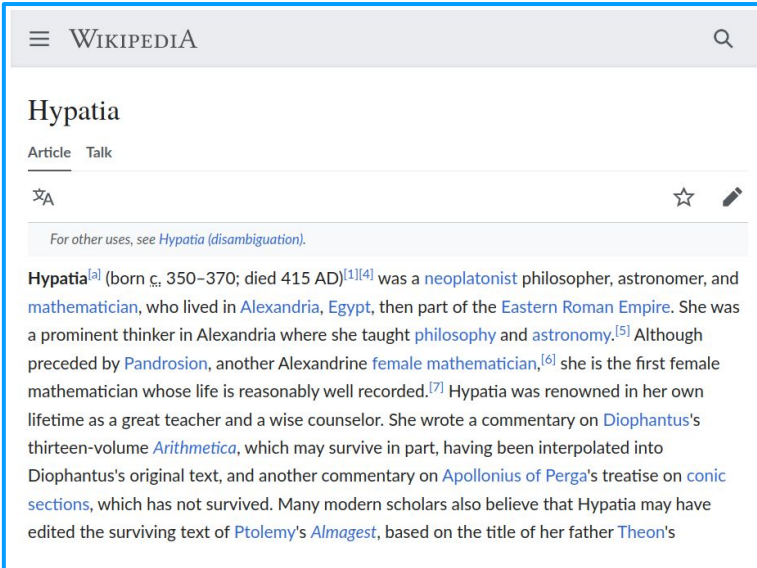 WIKIPEDIA
Hypatia
Article Talk
For other uses, see Hypatia (disambiguation).
Hypatia[a] (born c. 350–370; died 415 AD)[1][4] was a neoplatonist philosopher, astronomer, and
mathematician, who lived in Alexandria, Egypt, then part of the Eastern Roman Empire. She was
a prominent thinker in Alexandria where she taught philosophy and astronomy.[5] Although
preceded by Pandrosion, another Alexandrine female mathematician,[6] she is the first female
mathematician whose life is reasonably well recorded.[7] Hypatia was renowned in her own
lifetime as a great teacher and a wise counselor. She wrote a commentary on Diophantus's
thirteen-volume Arithmetica, which may survive in part, having been interpolated into
Diophantus's original text, and another commentary on Apollonius of Perga's treatise on conic
sections, which has not survived. Many modern scholars also believe that Hypatia may have
edited the surviving text of Ptolemy's Almagest, based on the title of her father Theon's